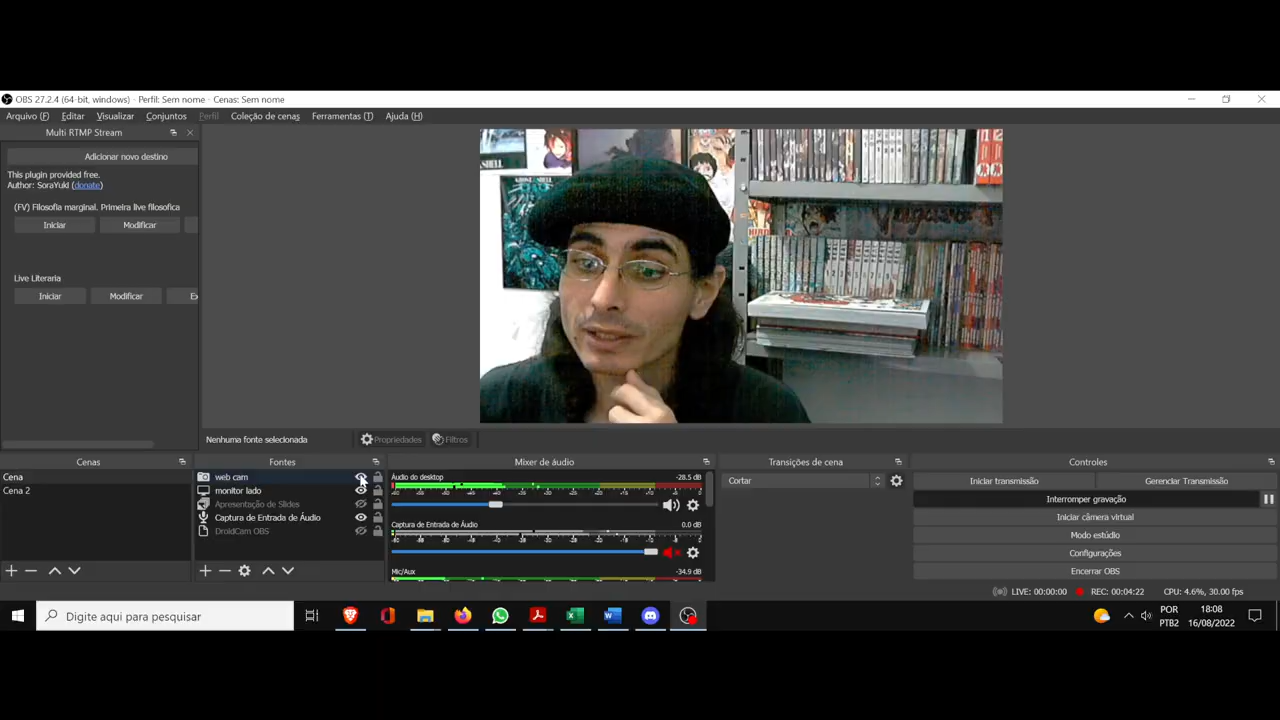 OBS 27.2.4 (64-bit, windows) - Perfil: Sem nome - Cenas: Sem nome
Arquivo (F) Editar Visualizar Conjuntos Perfil Coleção de cenas Ferramentas (T) Ajuda (H)
Multi RTMP Stream
Adicionar novo destino
This plugin provided free.
Author: SoraYuki (donate)
(FV) Filosofia marginal. Primeira live filosofica
Iniciar Modificar
Live Literaria
Iniciar Modificar Ex
Nenhuma fonte selecionada Propriedades Filtros
Cenas
Cena
Cena 2
Fontes
web cam
monitor lado
Apresentação de Slides
Captura de Entrada de Áudio
DroidCam OBS
Mixer de áudio
Áudio do desktop -28.5 dB
Captura de Entrada de Áudio 0.0 dB
Mic/Aux -34.9 dB
Transições de cena
Cortar
Controles
Iniciar transmissão Gerenciar Transmissão
Interromper gravação
Iniciar câmera virtual
Modo estúdio
Configurações
Encerrar OBS
LIVE: 00:00:00 REC: 00:04:22 CPU: 4.6%, 30.00 fps
Digite aqui para pesquisar
POR
PTB2
18:08
16/08/2022